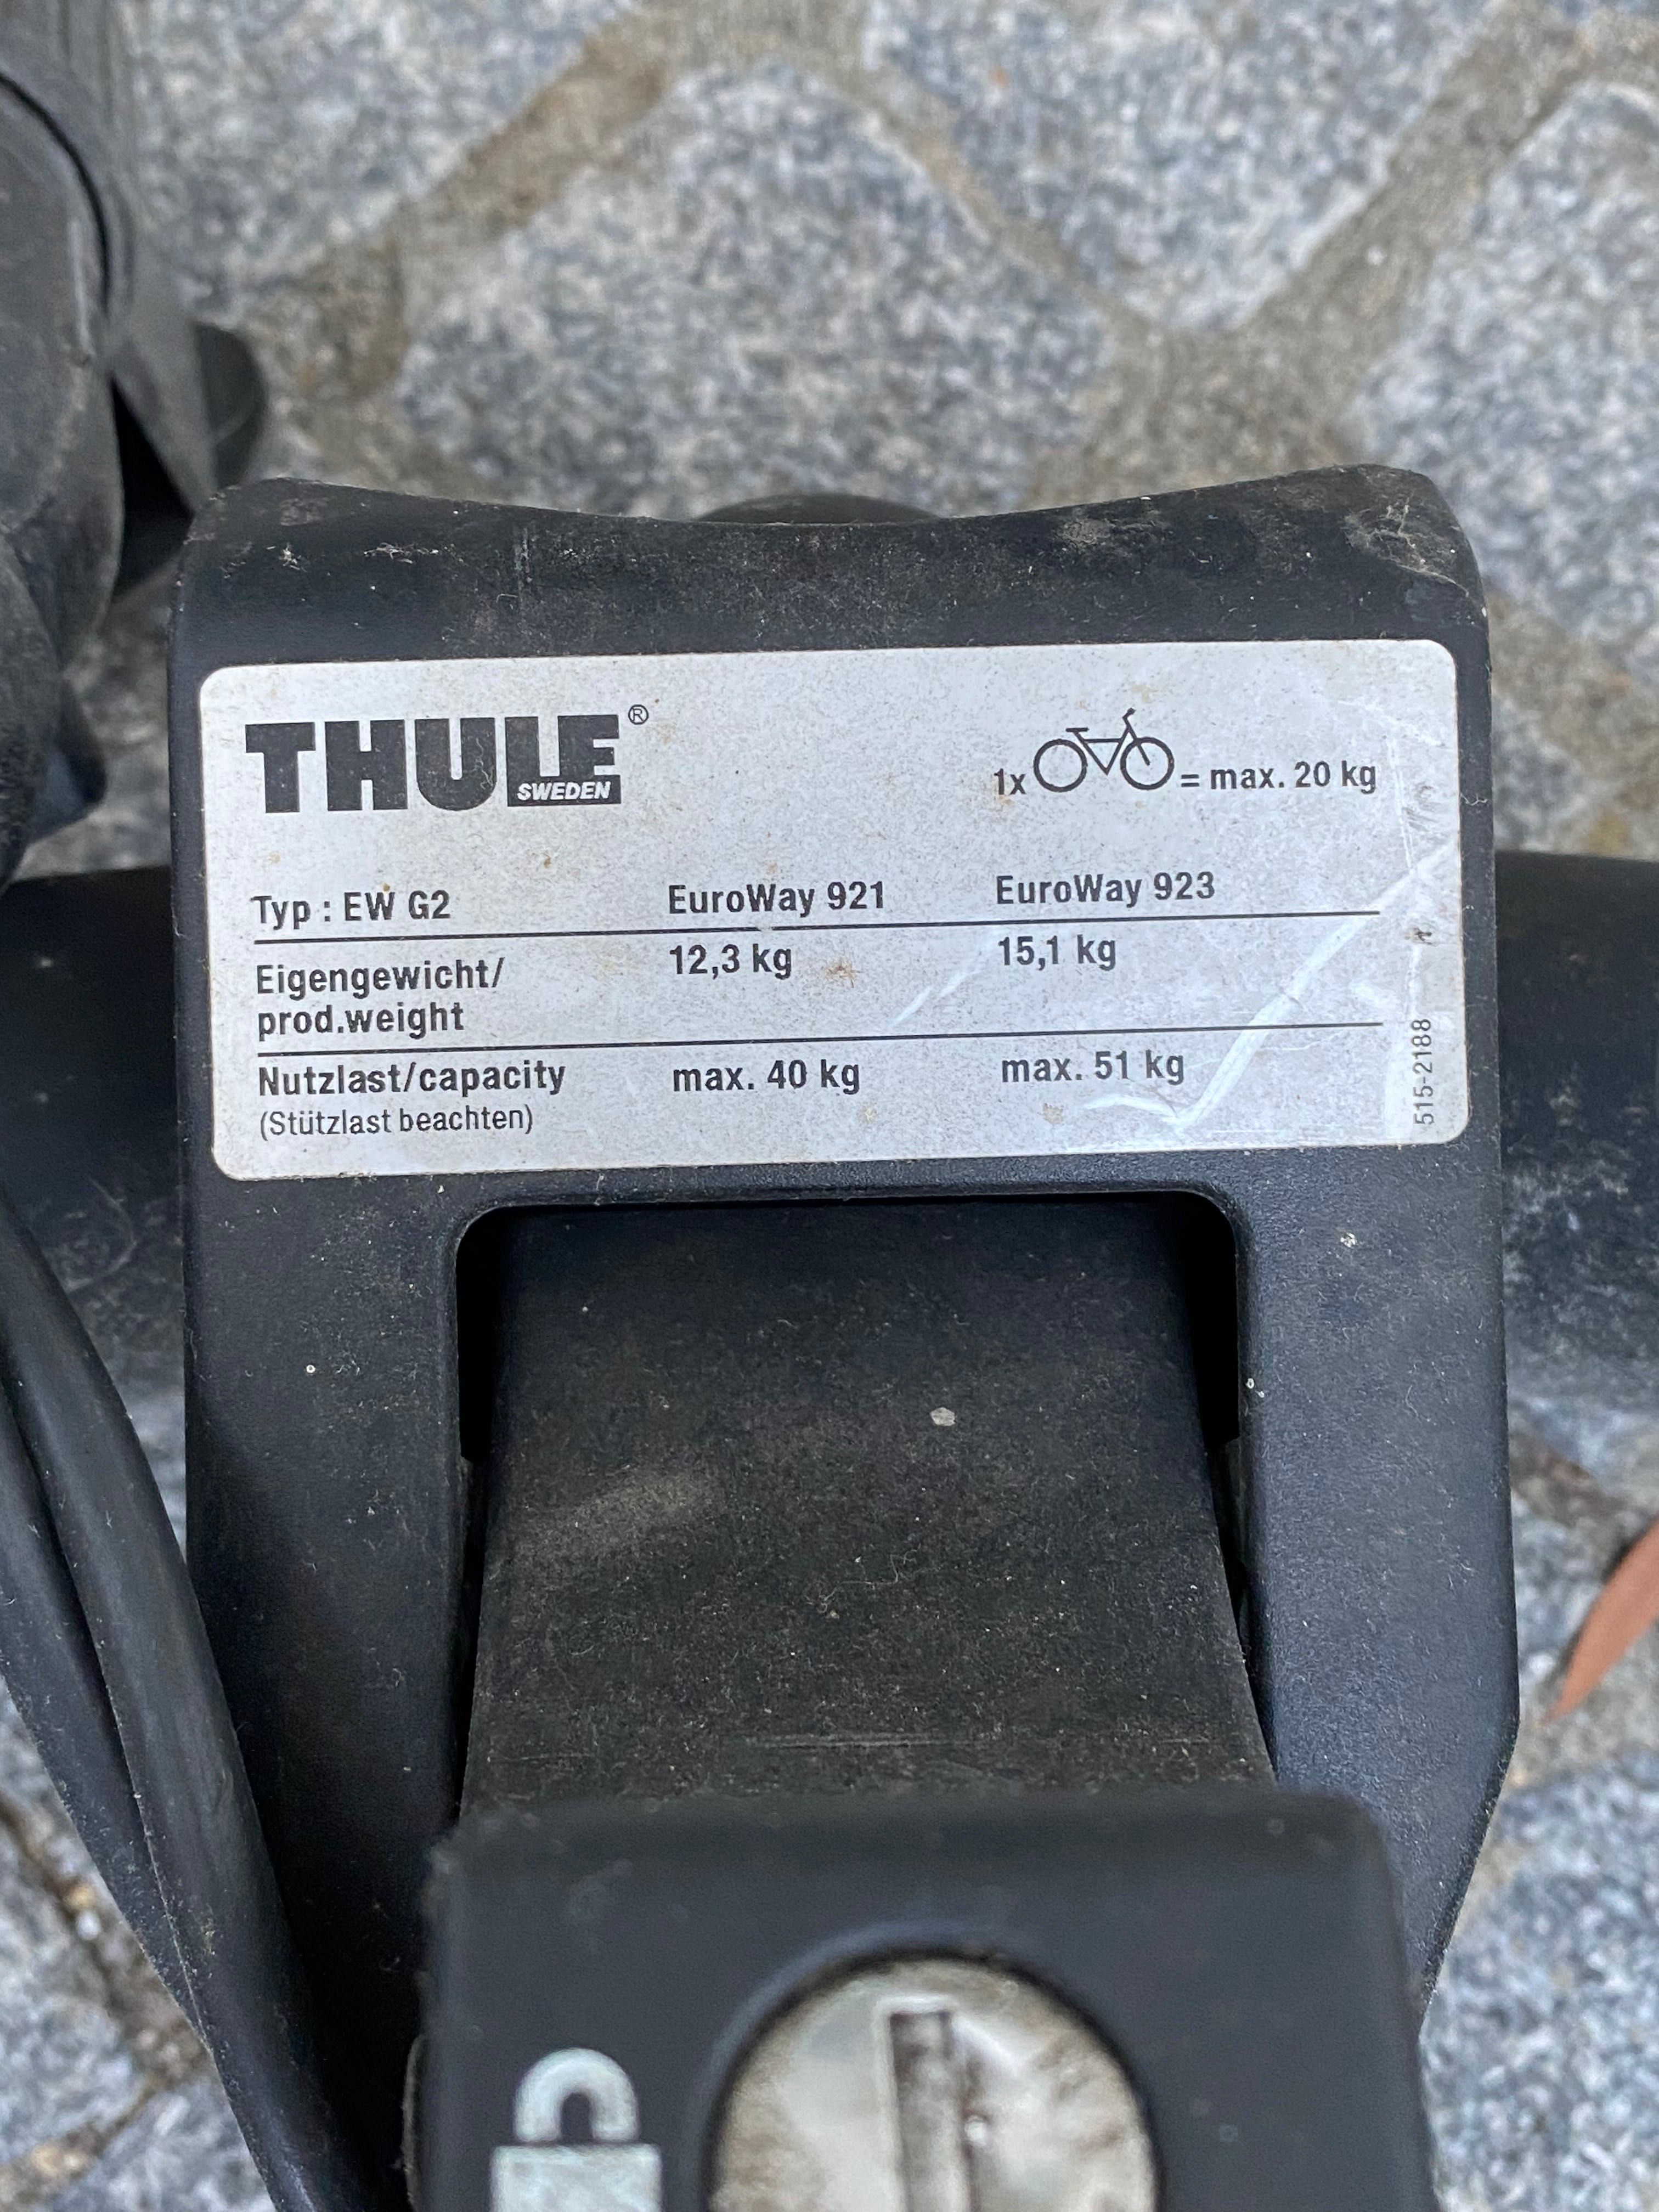 THULE®
SWEDEN
1x = max. 20 kg
Typ : EW G2 EuroWay 921 EuroWay 923
Eigengewicht/ 12,3 kg 15,1 kg
prod.weight
Nutzlast/capacity max. 40 kg max. 51 kg
(Stützlast beachten)
515-2188